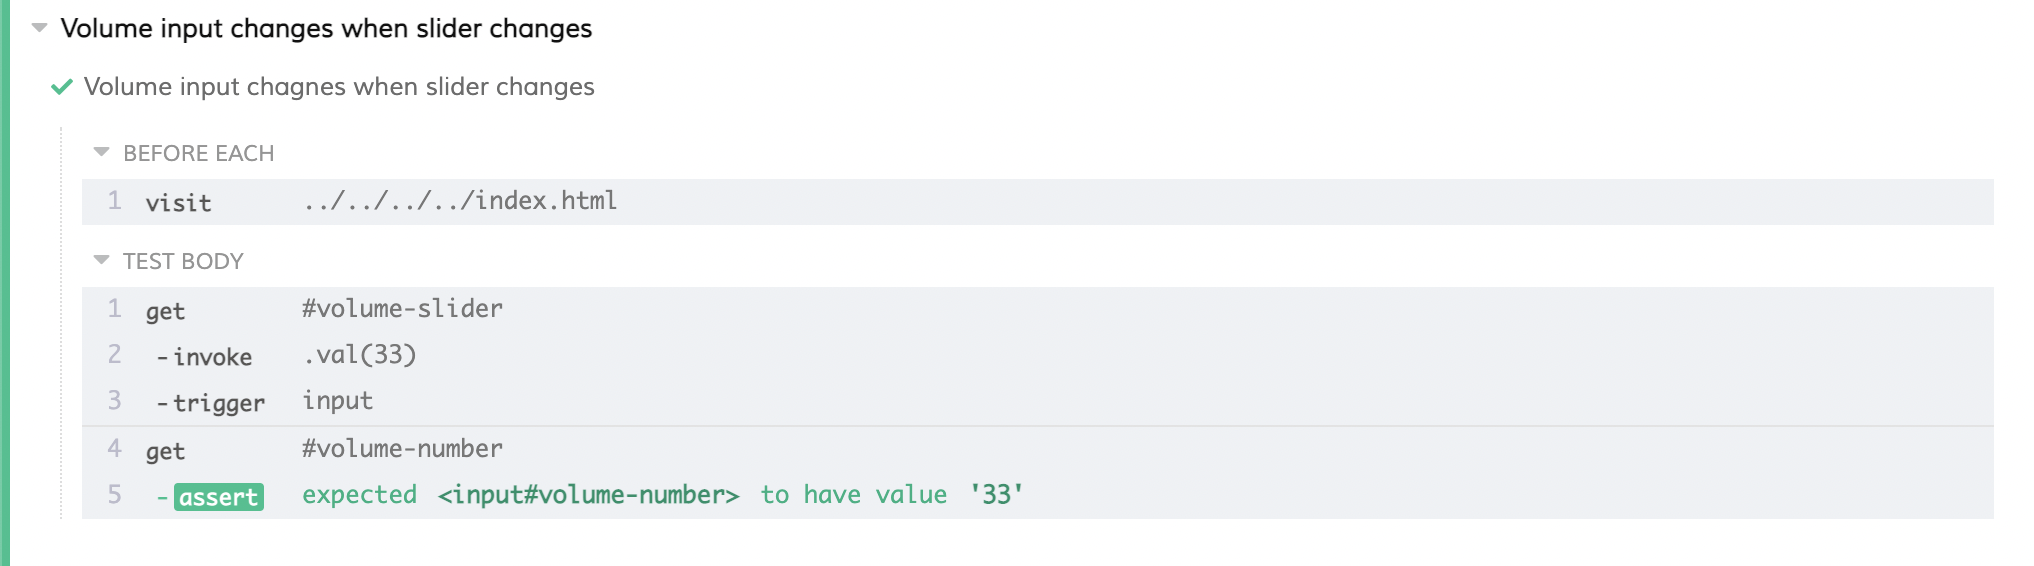 Volume input changes when slider changes
Volume input chagnes when slider changes
BEFORE EACH
1 visit ../../../../index.html
TEST BODY
1 get #volume-slider
2 -invoke .val(33)
3 -trigger input
4 get #volume-number
5 -assert expected <input#volume-number> to have value '33'